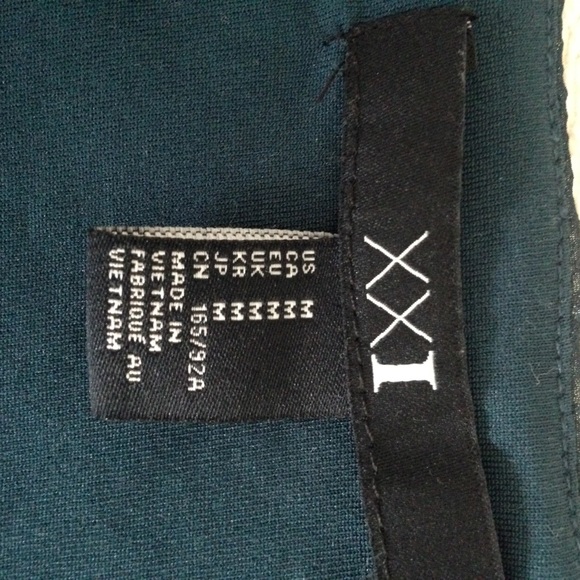 XXI
US M
CA M
EU M
UK M
KR M
JP M
CN 165/92A
MADE IN
VIETNAM
FABRIQUÉ AU
VIETNAM